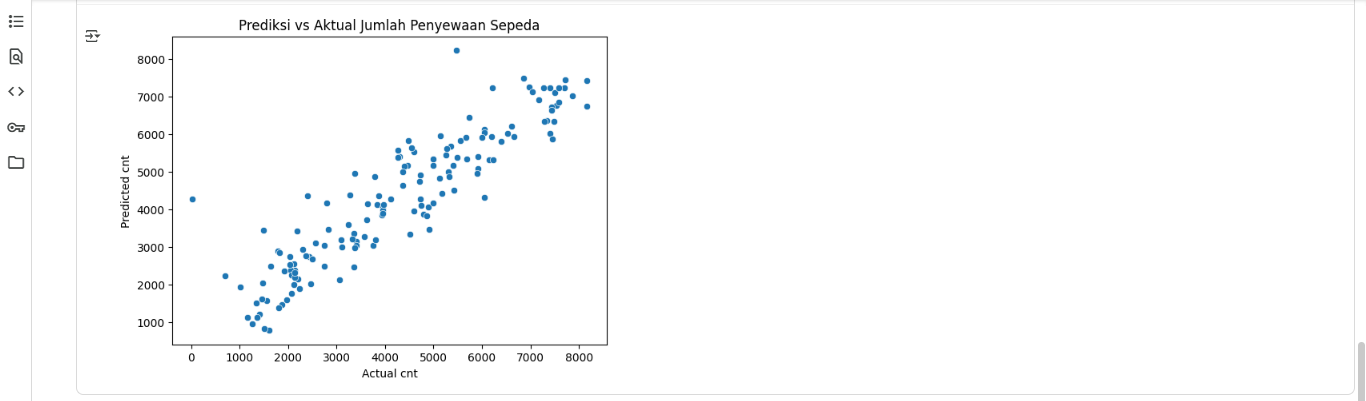 Prediksi vs Aktual Jumlah Penyewaan Sepeda
8000
7000
6000
5000
4000
3000
2000
1000
Predicted cnt
0 1000 2000 3000 4000 5000 6000 7000 8000
Actual cnt